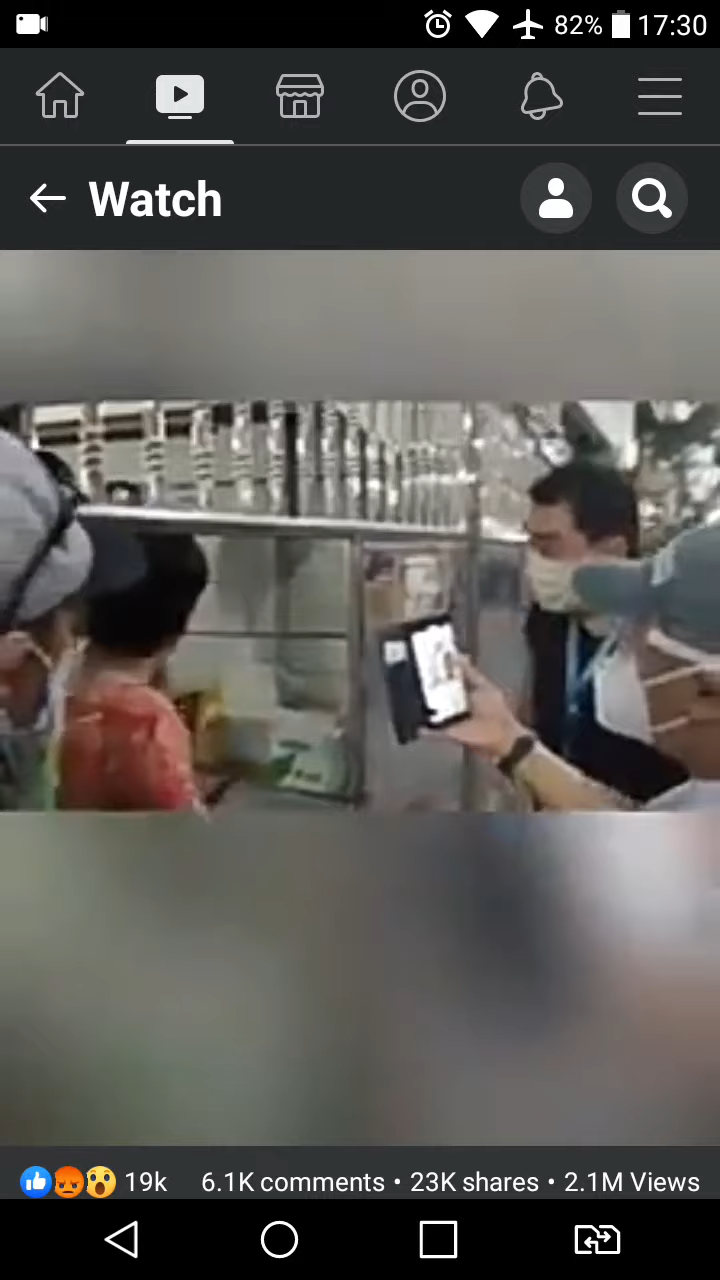 82% 17:30
Watch
19k 6.1K comments • 23K shares • 2.1M Views